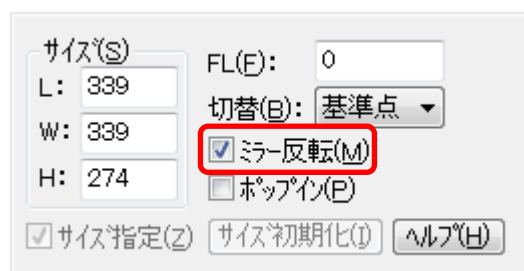 サイズ(S)
L: 339
W: 339
H: 274
FL(F): 0
切替(B): 基準点
ミラー反転(M)
ポップイン(P)
サイズ指定(Z) サイズ初期化(I) ヘルプ(H)